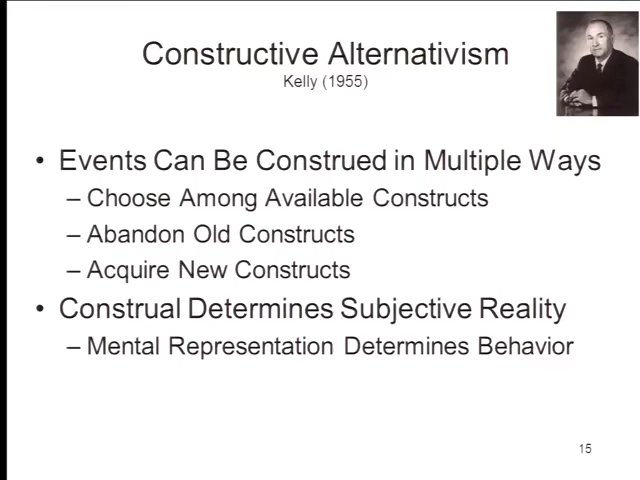 Constructive Alternativism
Kelly (1955)
• Events Can Be Construed in Multiple Ways
– Choose Among Available Constructs
– Abandon Old Constructs
– Acquire New Constructs
• Construal Determines Subjective Reality
– Mental Representation Determines Behavior
15